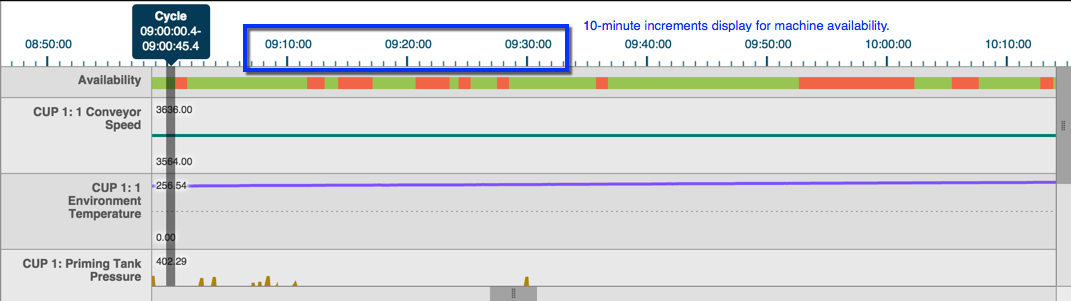 Cycle
09:00:00.4-
09:00:45.4
10-minute increments display for machine availability.
08:50:00
09:10:00
09:20:00
09:30:00
09:40:00
09:50:00
10:00:00
10:10:00
Availability
CUP 1: 1 Conveyor
Speed
3636.00
3564.00
CUP 1: 1
Environment
Temperature
256.54
0.00
CUP 1: Priming Tank
Pressure
402.29